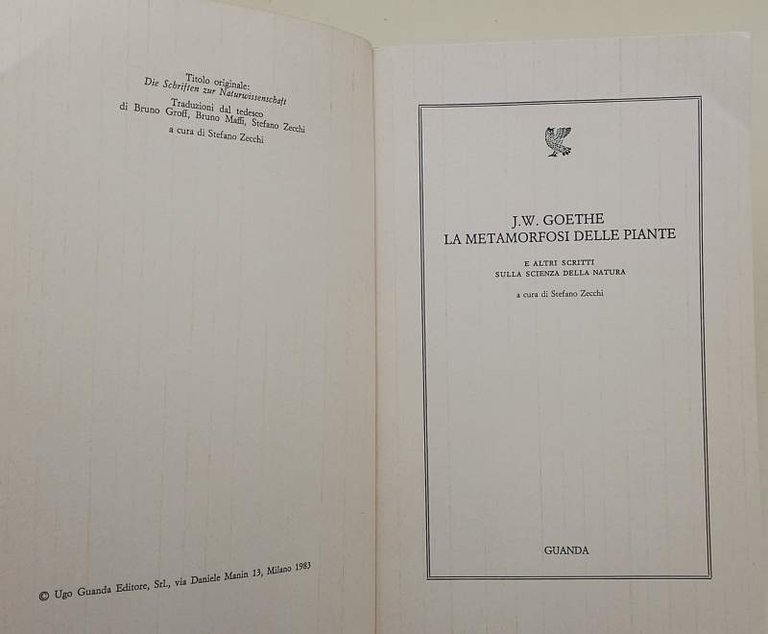 Titolo originale:
Die Schriften zur Naturwissenschaft
Traduzioni dal tedesco
di Bruno Groff, Bruno Maffi, Stefano Zecchi
a cura di Stefano Zecchi
© Ugo Guanda Editore, Srl., via Daniele Manin 13, Milano 1983
J.W. GOETHE
LA METAMORFOSI DELLE PIANTE
E ALTRI SCRITTI
SULLA SCIENZA DELLA NATURA
a cura di Stefano Zecchi
GUANDA